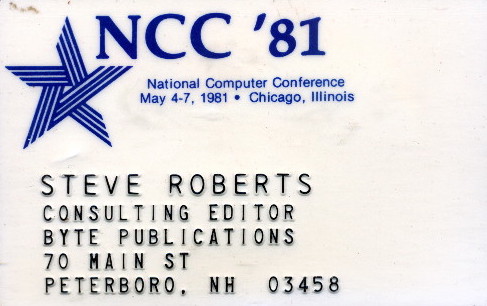 NCC '81
National Computer Conference
May 4-7, 1981 • Chicago, Illinois
STEVE ROBERTS
CONSULTING EDITOR
BYTE PUBLICATIONS
70 MAIN ST
PETERBORO, NH 03458